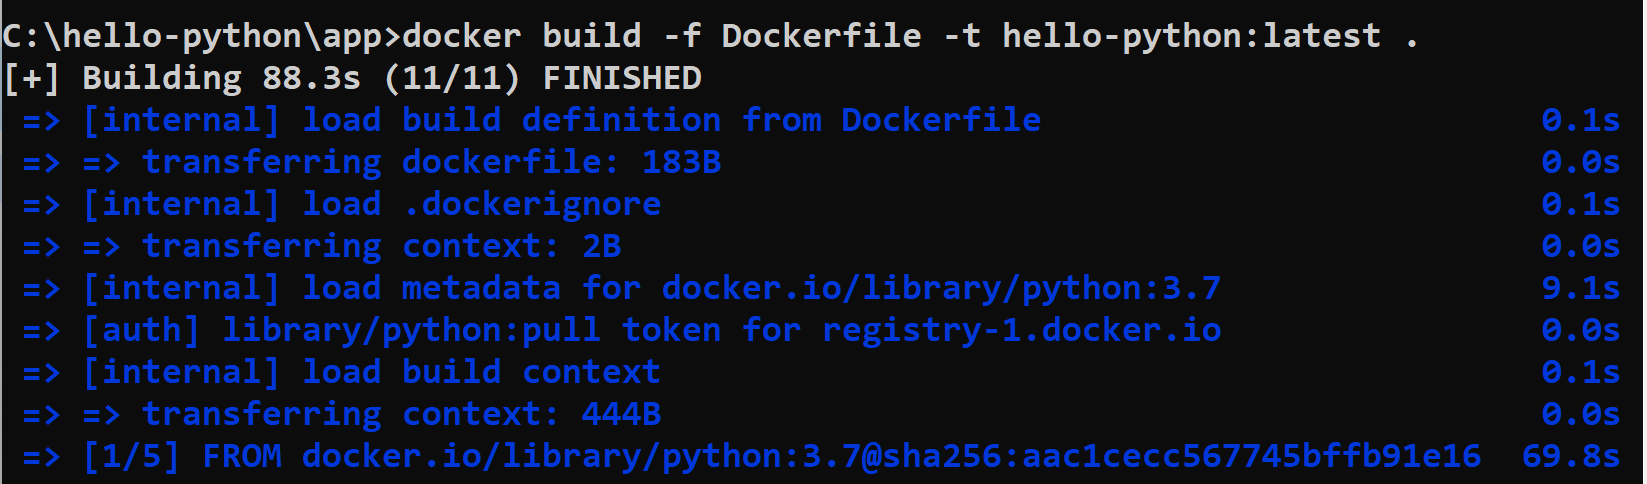 C:\hello-python\app>docker build -f Dockerfile -t hello-python:latest .
[+] Building 88.3s (11/11) FINISHED
=> [internal] load build definition from Dockerfile 0.1s
=> => transferring dockerfile: 183B 0.0s
=> [internal] load .dockerignore 0.1s
=> => transferring context: 2B 0.0s
=> [internal] load metadata for docker.io/library/python:3.7 9.1s
=> [auth] library/python:pull token for registry-1.docker.io 0.0s
=> [internal] load build context 0.1s
=> => transferring context: 444B 0.0s
=> [1/5] FROM docker.io/library/python:3.7@sha256:aac1cecc567745bffb91e16 69.8s